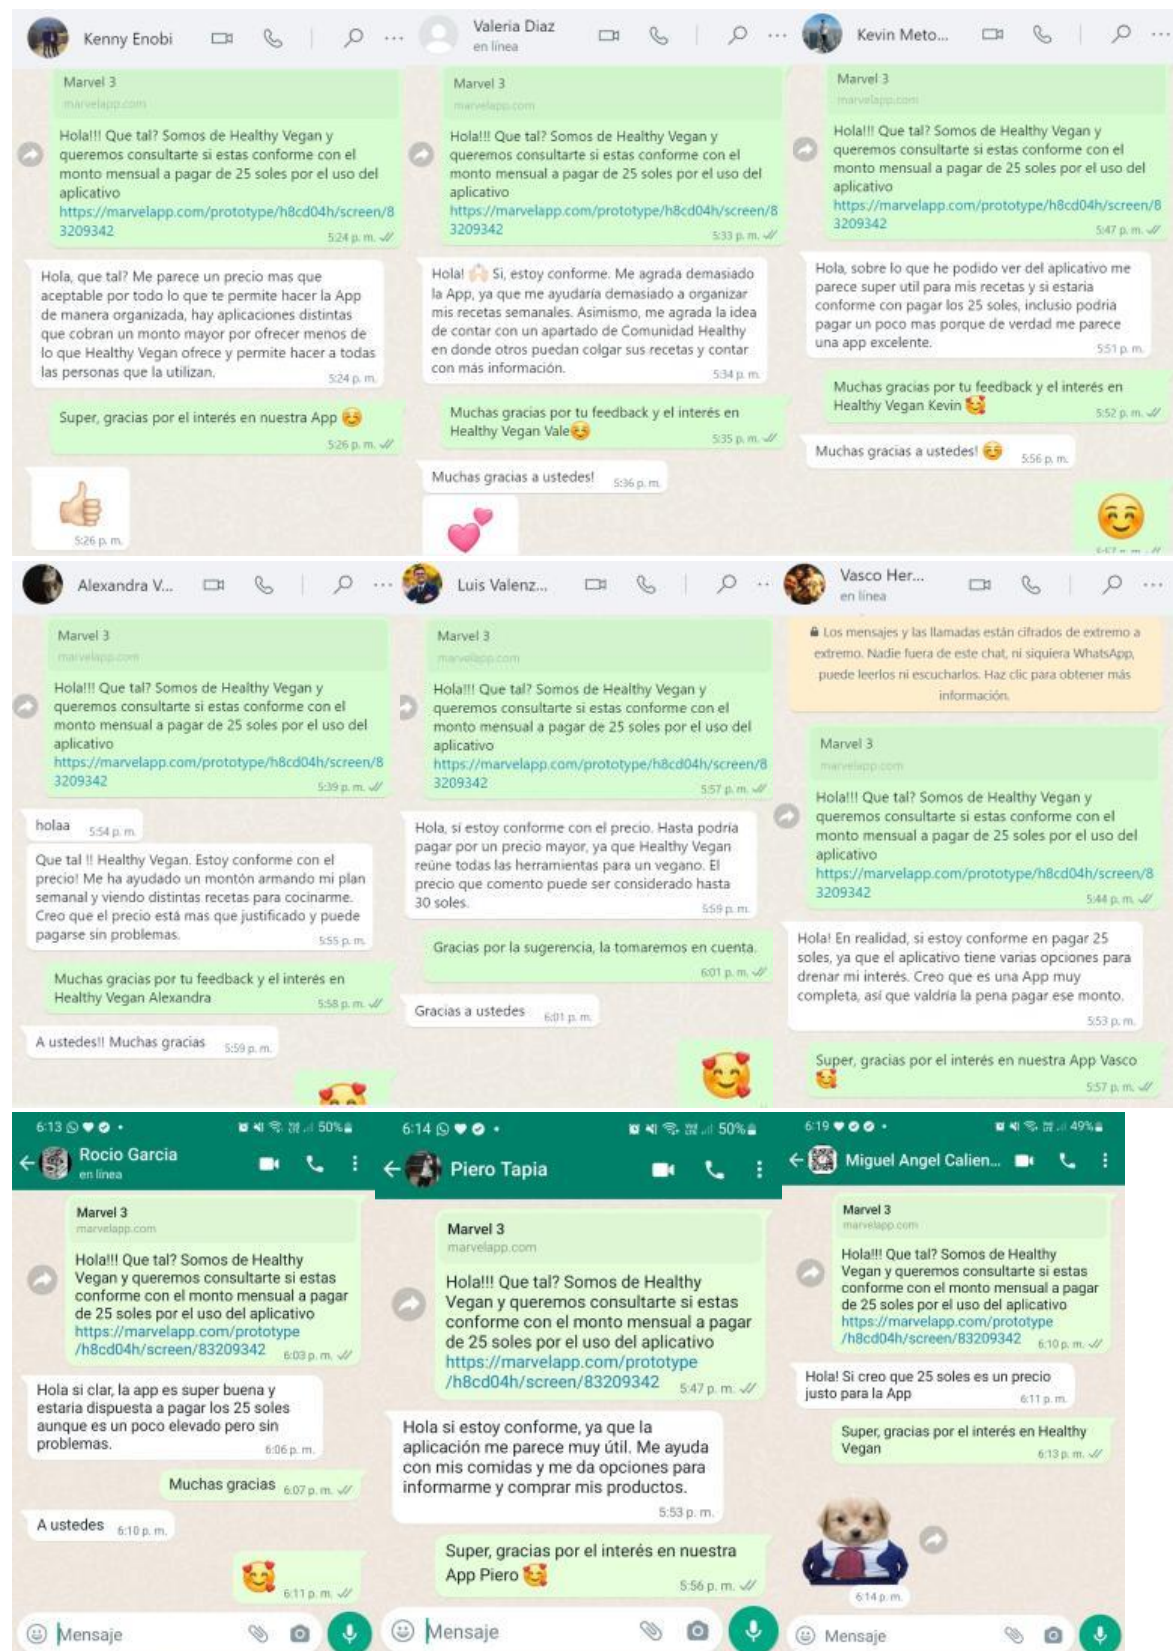 Kenny Enobi
Marvel 3
marvelapp.com
Hola!!! Que tal? Somos de Healthy Vegan y
queremos consultarte si estas conforme con el
monto mensual a pagar de 25 soles por el uso del
aplicativo
https://marvelapp.com/prototype/h8cd04h/screen/8
3209342
5:24 p. m.
Hola, que tal? Me parece un precio mas que
aceptable por todo lo que te permite hacer la App
de manera organizada, hay aplicaciones distintas
que cobran un monto mayor por ofrecer menos de
lo que Healthy Vegan ofrece y permite hacer a todas
las personas que la utilizan.
5:24 p. m.
Super, gracias por el interés en nuestra App ☺️
5:26 p. m.
👍🏻
5:26 p. m.
Valeria Diaz
en línea
Marvel 3
marvelapp.com
Hola!!! Que tal? Somos de Healthy Vegan y
queremos consultarte si estas conforme con el
monto mensual a pagar de 25 soles por el uso del
aplicativo
https://marvelapp.com/prototype/h8cd04h/screen/8
3209342
5:33 p. m.
Hola! 🙌🏻 Si, estoy conforme. Me agrada demasiado
la App, ya que me ayudaría demasiado a organizar
mis recetas semanales. Asimismo, me agrada la idea
de contar con un apartado de Comunidad Healthy
en donde otros puedan colgar sus recetas y contar
con más información.
5:34 p. m.
Muchas gracias por tu feedback y el interés en
Healthy Vegan Vale☺️
5:35 p. m.
Muchas gracias a ustedes!
5:36 p. m.
💕
Kevin Meto...
Marvel 3
marvelapp.com
Hola!!! Que tal? Somos de Healthy Vegan y
queremos consultarte si estas conforme con el
monto mensual a pagar de 25 soles por el uso del
aplicativo
https://marvelapp.com/prototype/h8cd04h/screen/8
3209342
5:47 p. m.
Hola, sobre lo que he podido ver del aplicativo me
parece super util para mis recetas y si estaria
conforme con pagar los 25 soles, inclusio podria
pagar un poco mas porque de verdad me parece
una app excelente.
5:51 p. m.
Muchas gracias por tu feedback y el interés en
Healthy Vegan Kevin 🥰
5:52 p. m.
Muchas gracias a ustedes! ☺️
5:56 p. m.
☺️
5:57 p. m.
Alexandra V...
Marvel 3
marvelapp.com
Hola!!! Que tal? Somos de Healthy Vegan y
queremos consultarte si estas conforme con el
monto mensual a pagar de 25 soles por el uso del
aplicativo
https://marvelapp.com/prototype/h8cd04h/screen/8
3209342
5:39 p. m.
holaa
5:54 p. m.
Que tal !! Healthy Vegan. Estoy conforme con el
precio! Me ha ayudado un montón armando mi plan
semanal y viendo distintas recetas para cocinarme.
Creo que el precio está mas que justificado y puede
pagarse sin problemas.
5:55 p. m.
Muchas gracias por tu feedback y el interés en
Healthy Vegan Alexandra
5:58 p. m.
A ustedes!! Muchas gracias
5:59 p. m.
🥰
Luis Valenz...
Marvel 3
marvelapp.com
Hola!!! Que tal? Somos de Healthy Vegan y
queremos consultarte si estas conforme con el
monto mensual a pagar de 25 soles por el uso del
aplicativo
https://marvelapp.com/prototype/h8cd04h/screen/8
3209342
5:57 p. m.
Hola, si estoy conforme con el precio. Hasta podría
pagar por un precio mayor, ya que Healthy Vegan
reúne todas las herramientas para un vegano. El
precio que comento puede ser considerado hasta
30 soles.
5:59 p. m.
Gracias por la sugerencia, la tomaremos en cuenta.
6:01 p. m.
Gracias a ustedes
6:01 p. m.
🥰
Vasco Her...
en línea
Los mensajes y las llamadas están cifrados de extremo a
extremo. Nadie fuera de este chat, ni siquiera WhatsApp,
puede leerlos ni escucharlos. Haz clic para obtener más
información.
Marvel 3
marvelapp.com
Hola!!! Que tal? Somos de Healthy Vegan y
queremos consultarte si estas conforme con el
monto mensual a pagar de 25 soles por el uso del
aplicativo
https://marvelapp.com/prototype/h8cd04h/screen/8
3209342
5:44 p. m.
Hola! En realidad, si estoy conforme en pagar 25
soles, ya que el aplicativo tiene varias opciones para
drenar mi interés. Creo que es una App muy
completa, así que valdría la pena pagar ese monto.
5:53 p. m.
Super, gracias por el interés en nuestra App Vasco
🥰
5:57 p. m.
6:13
50%
Rocio Garcia
en línea
Marvel 3
marvelapp.com
Hola!!! Que tal? Somos de Healthy
Vegan y queremos consultarte si estas
conforme con el monto mensual a pagar
de 25 soles por el uso del aplicativo
https://marvelapp.com/prototype
/h8cd04h/screen/83209342
6:03 p. m.
Hola si clar, la app es super buena y
estaria dispuesta a pagar los 25 soles
aunque es un poco elevado pero sin
problemas.
6:06 p. m.
Muchas gracias
6:07 p. m.
A ustedes
6:10 p. m.
🥰
6:11 p. m.
Mensaje
6:14
50%
Piero Tapia
Marvel 3
marvelapp.com
Hola!!! Que tal? Somos de Healthy
Vegan y queremos consultarte si estas
conforme con el monto mensual a pagar
de 25 soles por el uso del aplicativo
https://marvelapp.com/prototype
/h8cd04h/screen/83209342
5:47 p. m.
Hola si estoy conforme, ya que la
aplicación me parece muy útil. Me ayuda
con mis comidas y me da opciones para
informarme y comprar mis productos.
5:53 p. m.
Super, gracias por el interés en nuestra
App Piero 🥰
5:56 p. m.
Mensaje
6:19
49%
Miguel Angel Calien...
Marvel 3
marvelapp.com
Hola!!! Que tal? Somos de Healthy
Vegan y queremos consultarte si estas
conforme con el monto mensual a pagar
de 25 soles por el uso del aplicativo
https://marvelapp.com/prototype
/h8cd04h/screen/83209342
6:10 p. m.
Hola! Si creo que 25 soles es un precio
justo para la App
6:11 p. m.
Super, gracias por el interés en Healthy
Vegan
6:13 p. m.
6:14 p. m.
Mensaje